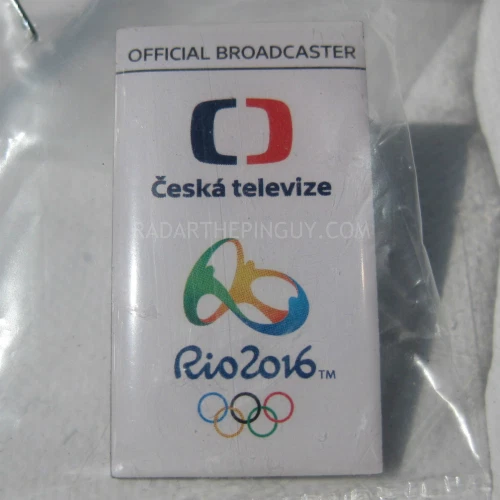 OFFICIAL BROADCASTER
Česká televize
RADARTHEPINGUY.COM
Rio2016™